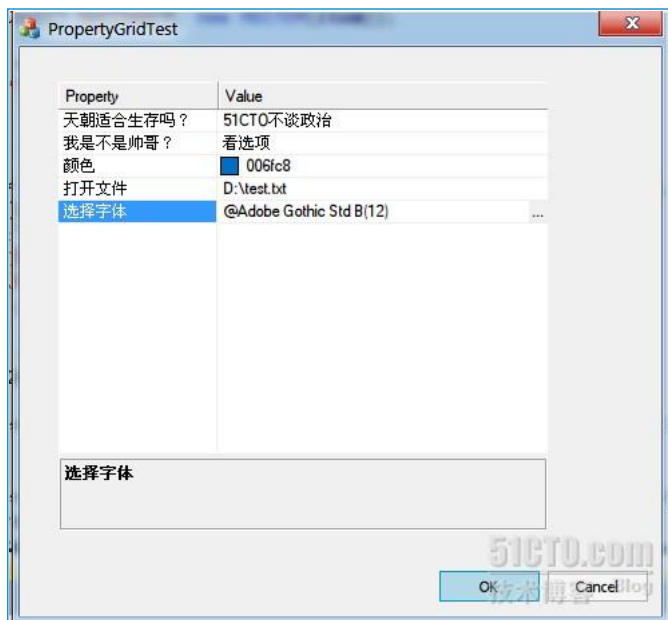 PropertyGridTest
Property Value
天朝适合生存吗? 51CTO不谈政治
我是不是帅哥? 看选项
颜色 006fc8
打开文件 D:\test.txt
选择字体 @Adobe Gothic Std B(12) ...
选择字体
51CTO.com
技术博客 Blog
OK Cancel